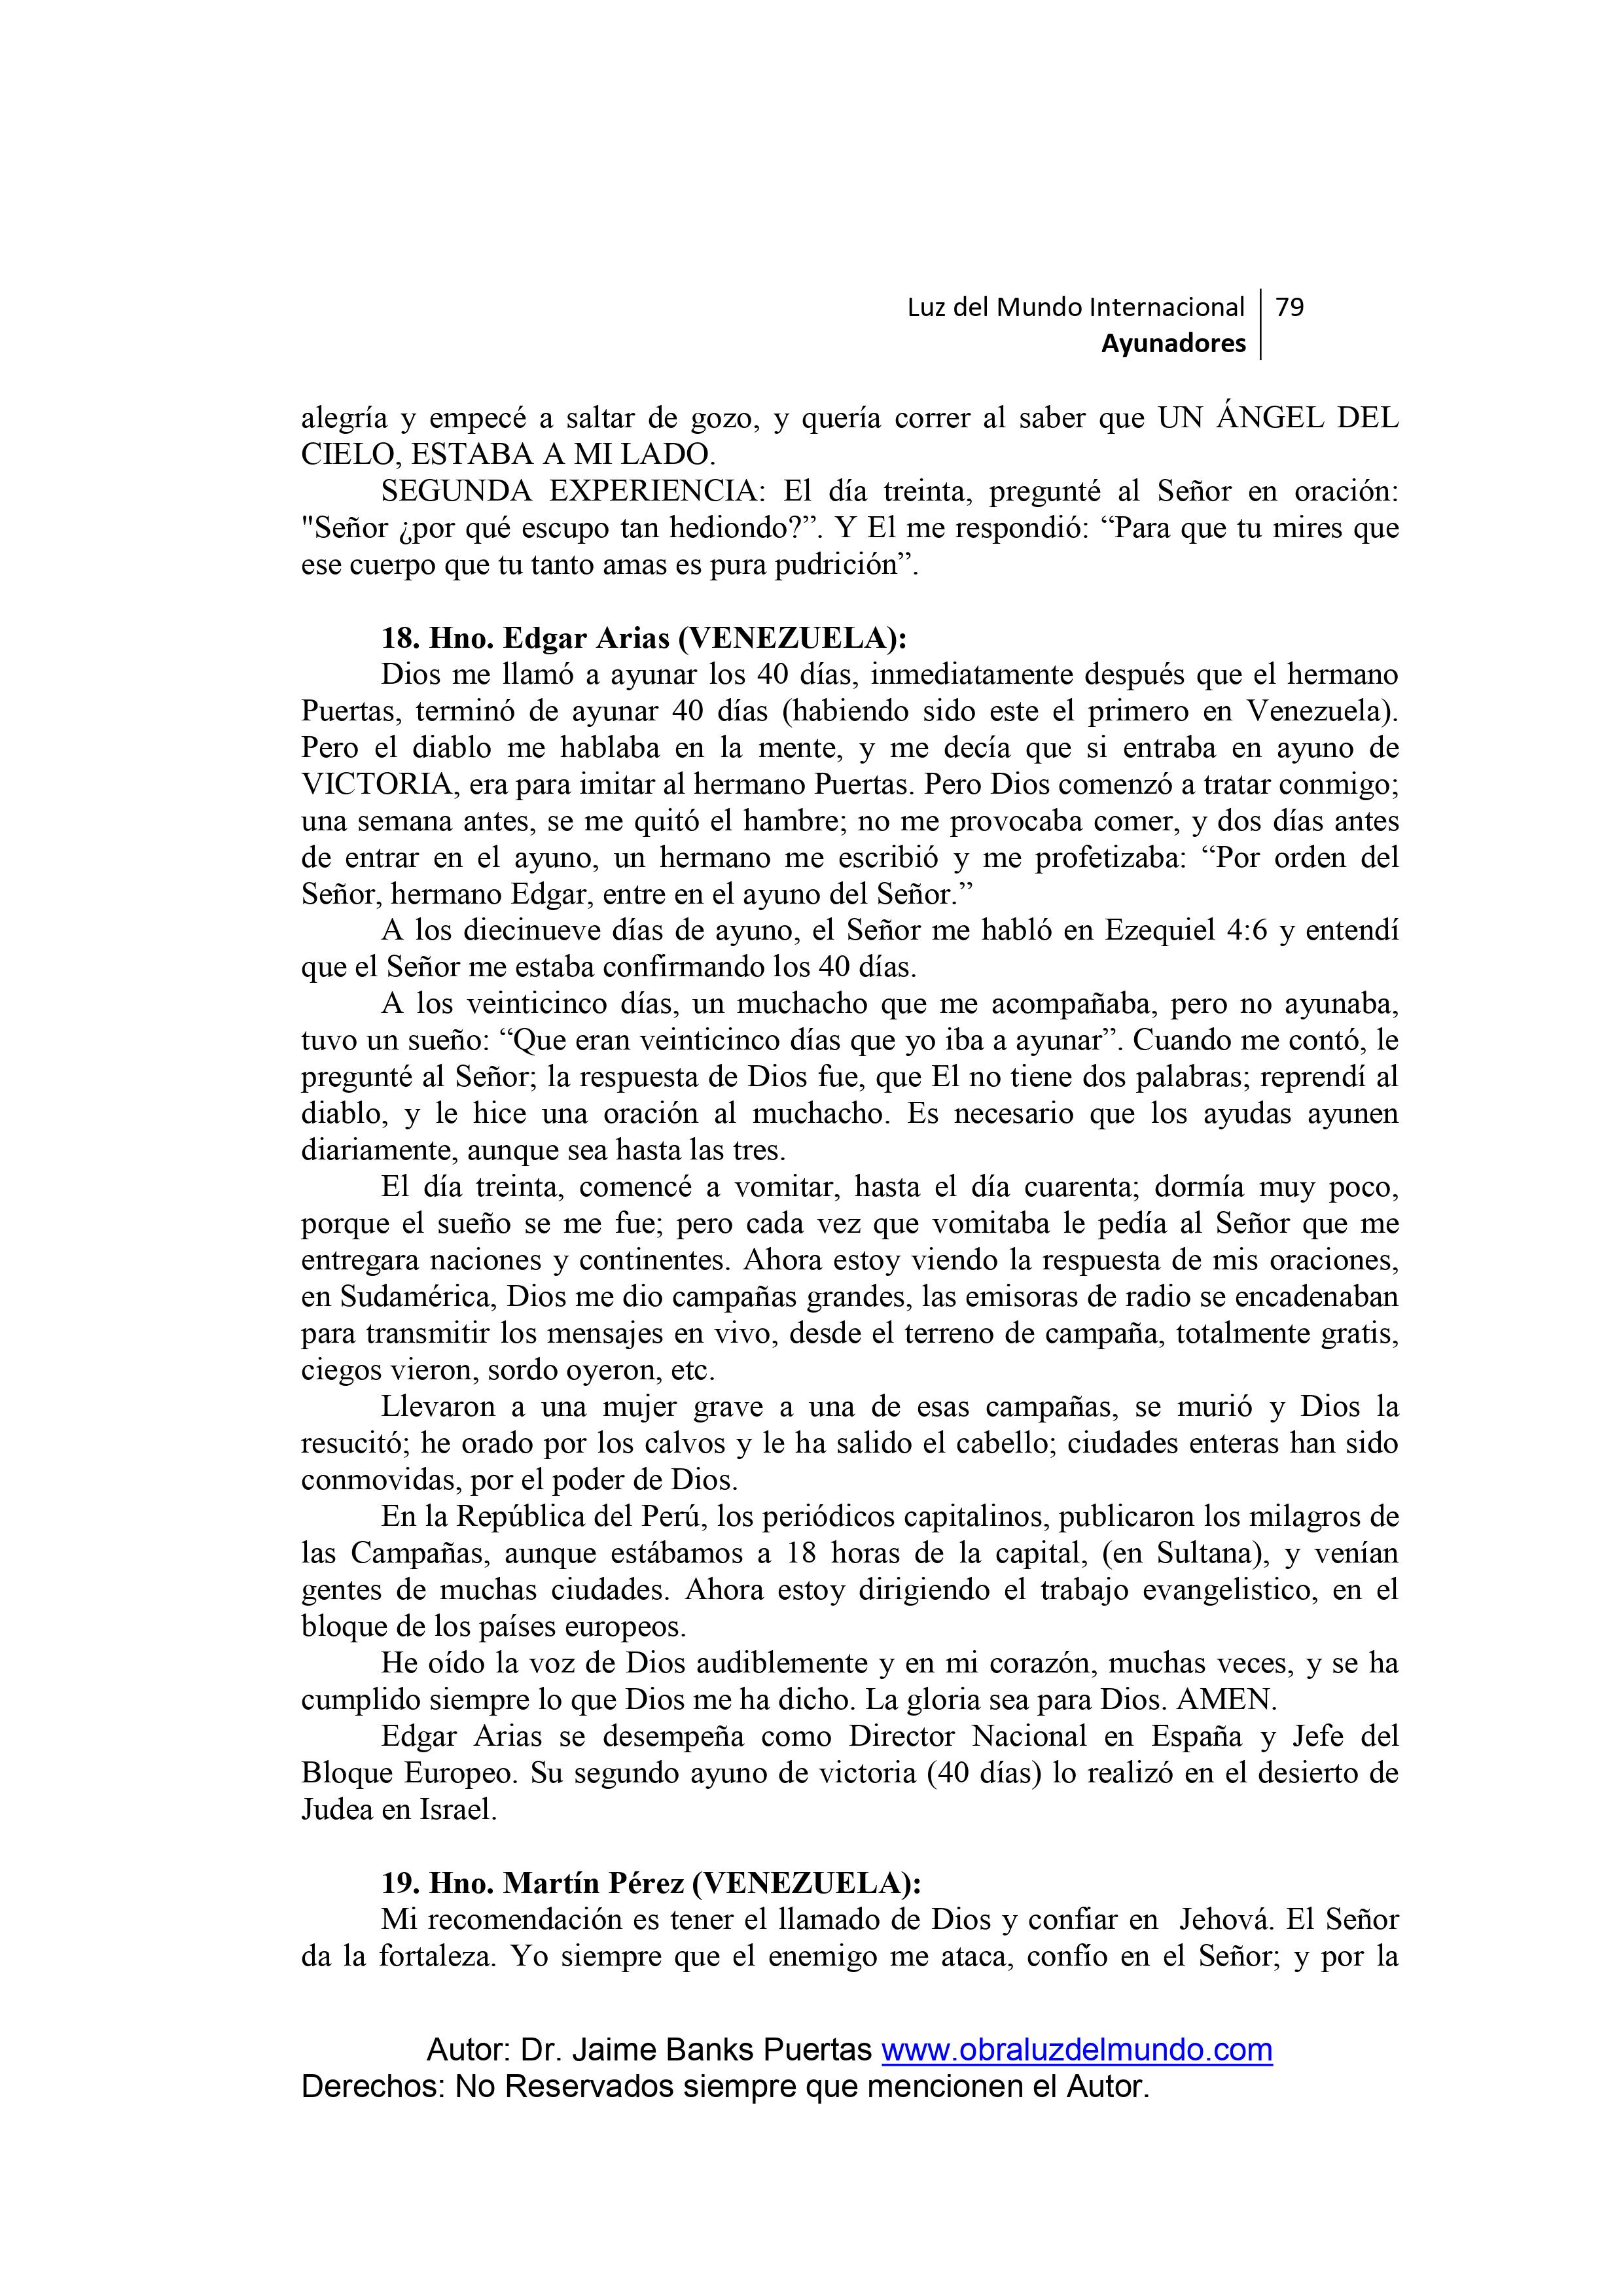 Luz del Mundo Internacional 79
Ayunadores
alegría y empecé a saltar de gozo, y quería correr al saber que UN ÁNGEL DEL
CIELO, ESTABA A MI LADO.
SEGUNDA EXPERIENCIA: El día treinta, pregunté al Señor en oración:
"Señor ¿por qué escupo tan hediondo?”. Y El me respondió: “Para que tu mires que
ese cuerpo que tu tanto amas es pura pudrición”.
18. Hno. Edgar Arias (VENEZUELA):
Dios me llamó a ayunar los 40 días, inmediatamente después que el hermano
Puertas, terminó de ayunar 40 días (habiendo sido este el primero en Venezuela).
Pero el diablo me hablaba en la mente, y me decía que si entraba en ayuno de
VICTORIA, era para imitar al hermano Puertas. Pero Dios comenzó a tratar conmigo;
una semana antes, se me quitó el hambre; no me provocaba comer, y dos días antes
de entrar en el ayuno, un hermano me escribió y me profetizaba: “Por orden del
Señor, hermano Edgar, entre en el ayuno del Señor.”
A los diecinueve días de ayuno, el Señor me habló en Ezequiel 4:6 y entendí
que el Señor me estaba confirmando los 40 días.
A los veinticinco días, un muchacho que me acompañaba, pero no ayunaba,
tuvo un sueño: “Que eran veinticinco días que yo iba a ayunar”. Cuando me contó, le
pregunté al Señor; la respuesta de Dios fue, que El no tiene dos palabras; reprendí al
diablo, y le hice una oración al muchacho. Es necesario que los ayudas ayunen
diariamente, aunque sea hasta las tres.
El día treinta, comencé a vomitar, hasta el día cuarenta; dormía muy poco,
porque el sueño se me fue; pero cada vez que vomitaba le pedía al Señor que me
entregara naciones y continentes. Ahora estoy viendo la respuesta de mis oraciones,
en Sudamérica, Dios me dio campañas grandes, las emisoras de radio se encadenaban
para transmitir los mensajes en vivo, desde el terreno de campaña, totalmente gratis,
ciegos vieron, sordo oyeron, etc.
Llevaron a una mujer grave a una de esas campañas, se murió y Dios la
resucitó; he orado por los calvos y le ha salido el cabello; ciudades enteras han sido
conmovidas, por el poder de Dios.
En la República del Perú, los periódicos capitalinos, publicaron los milagros de
las Campañas, aunque estábamos a 18 horas de la capital, (en Sultana), y venían
gentes de muchas ciudades. Ahora estoy dirigiendo el trabajo evangelistico, en el
bloque de los países europeos.
He oído la voz de Dios audiblemente y en mi corazón, muchas veces, y se ha
cumplido siempre lo que Dios me ha dicho. La gloria sea para Dios. AMEN.
Edgar Arias se desempeña como Director Nacional en España y Jefe del
Bloque Europeo. Su segundo ayuno de victoria (40 días) lo realizó en el desierto de
Judea en Israel.
19. Hno. Martín Pérez (VENEZUELA):
Mi recomendación es tener el llamado de Dios y confiar en  Jehová. El Señor
da la fortaleza. Yo siempre que el enemigo me ataca, confío en el Señor; y por la
Autor: Dr. Jaime Banks Puertas www.obraluzdelmundo.com
Derechos: No Reservados siempre que mencionen el Autor.